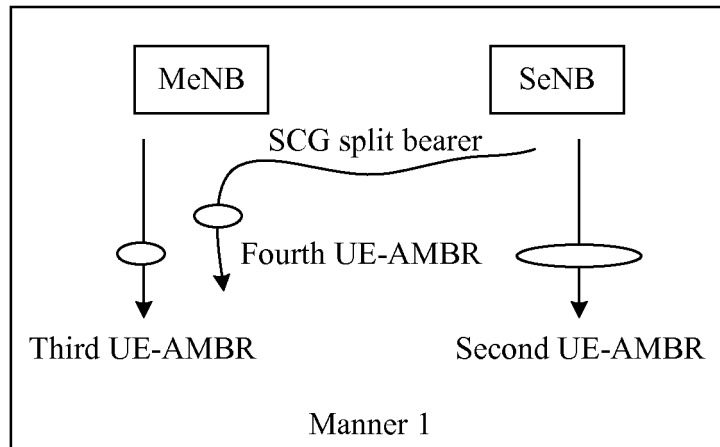 MeNB
SeNB
SCG split bearer
Fourth UE-AMBR
Third UE-AMBR
Second UE-AMBR
Manner 1